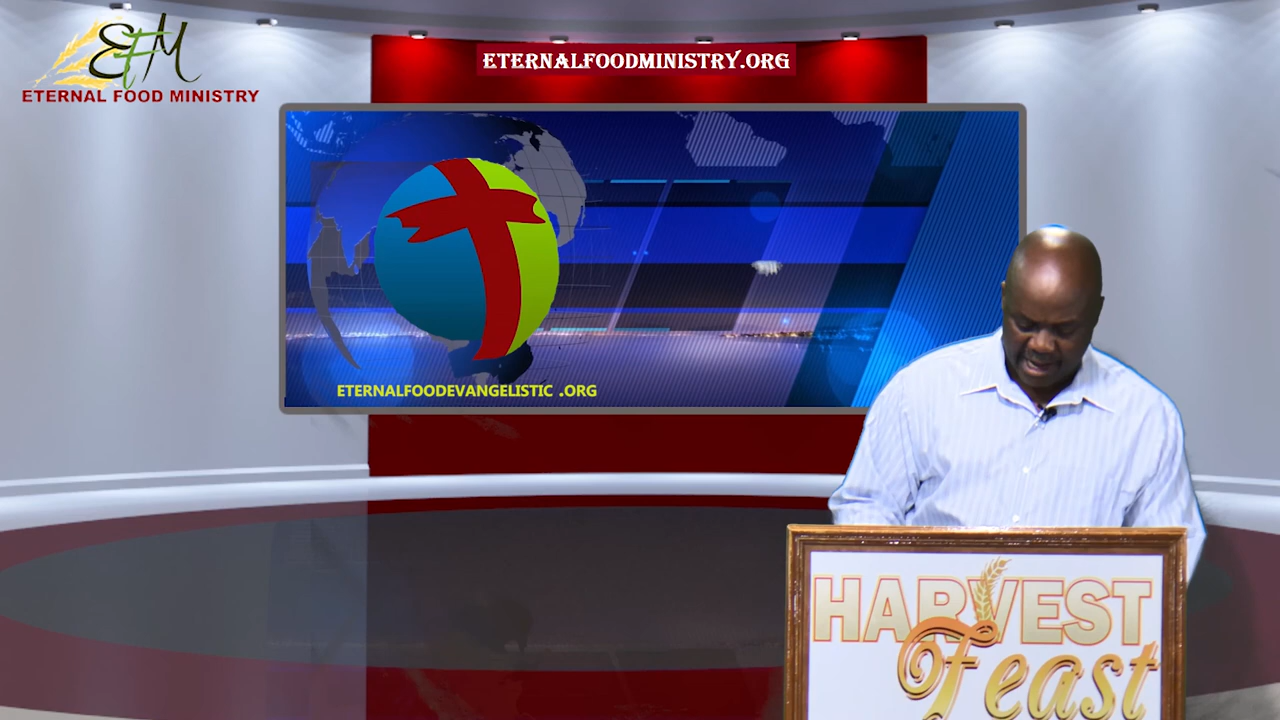 EFM
ETERNAL FOOD MINISTRY
ETERNALFOODMINISTRY.ORG
ETERNALFOODEVANGELISTIC .ORG
HARVEST
Feast